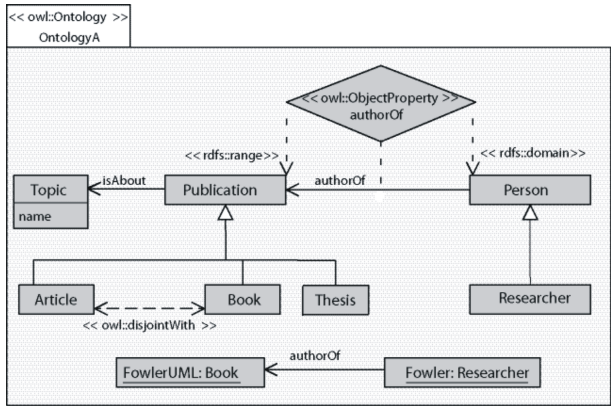 << owl::Ontology >>
OntologyA
<< owl::ObjectProperty >>
authorOf
<< rdfs::range>>
<< rdfs::domain>>
Topic
name
isAbout
Publication
authorOf
Person
Article
Book
Thesis
Researcher
<< owl::disjointWith >>
FowlerUML: Book
authorOf
Fowler: Researcher